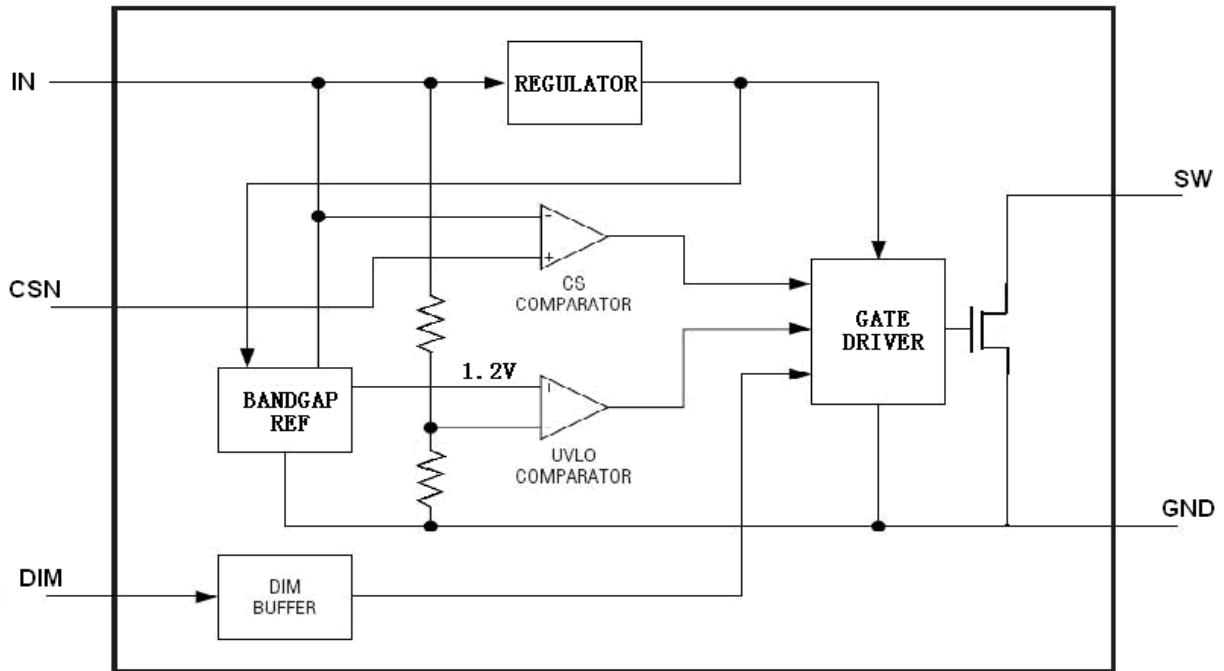 IN
REGULATOR
SW
-
+
CSN
CS
COMPARATOR
GATE
DRIVER
1.2V
BANDGAP
REF
UVLO
COMPARATOR
GND
DIM
DIM
BUFFER